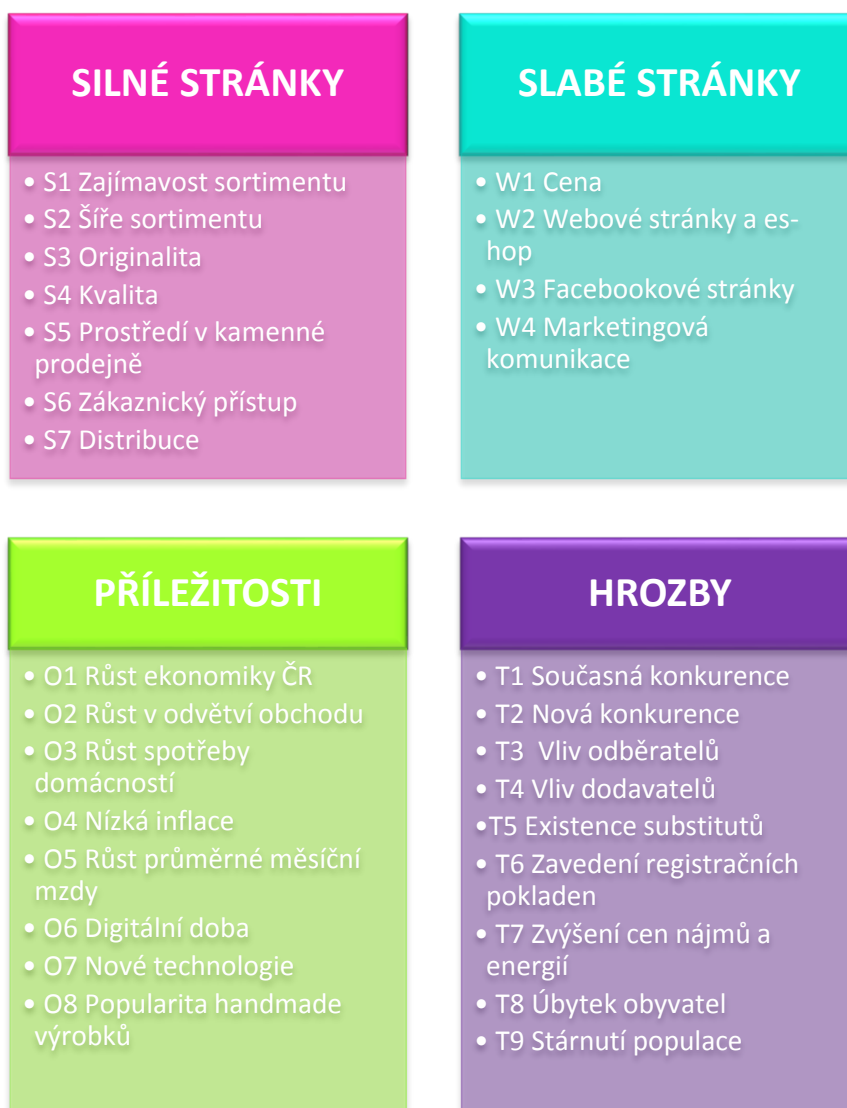 SILNÉ STRÁNKY
• S1 Zajímavost sortimentu
• S2 Šíře sortimentu
• S3 Originalita
• S4 Kvalita
• S5 Prostředí v kamenné
prodejně
• S6 Zákaznický přístup
• S7 Distribuce
SLABÉ STRÁNKY
• W1 Cena
• W2 Webové stránky a es-
hop
• W3 Facebookové stránky
• W4 Marketingová
komunikace
PŘÍLEŽITOSTI
• O1 Růst ekonomiky ČR
• O2 Růst v odvětví obchodu
• O3 Růst spotřeby
domácností
• O4 Nízká inflace
• O5 Růst průměrné měsíční
mzdy
• O6 Digitální doba
• O7 Nové technologie
• O8 Popularita handmade
výrobků
HROZBY
• T1 Současná konkurence
• T2 Nová konkurence
• T3  Vliv odběratelů
• T4 Vliv dodavatelů
•T5 Existence substitutů
• T6 Zavedení registračních
pokladen
• T7 Zvýšení cen nájmů a
energií
• T8 Úbytek obyvatel
• T9 Stárnutí populace